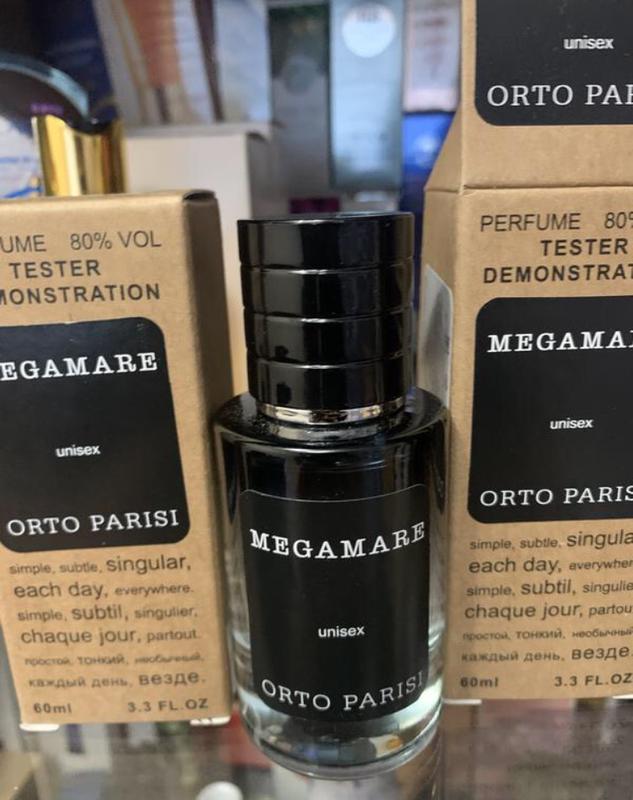 UME 80% VOL
TESTER
MONSTRATION
EGAMARE
unisex
ORTO PARISI
simple, subtle, singular,
each day, everywhere.
simple, subtil, singulier,
chaque jour, partout.
простой, тонкий, необычный,
каждый день, везде.
60ml 3.3 FL.OZ
MEGAMARE
unisex
ORTO PARISI
unisex
ORTO PAR
PERFUME 80%
TESTER
DEMONSTRAT
MEGAMA
unisex
ORTO PARIS
simple, subtle, singula
each day, everywher
simple, subtil, singulie
chaque jour, partou
простой, тонкий, необычный
каждый день, везде.
60ml 3.3 FL.OZ